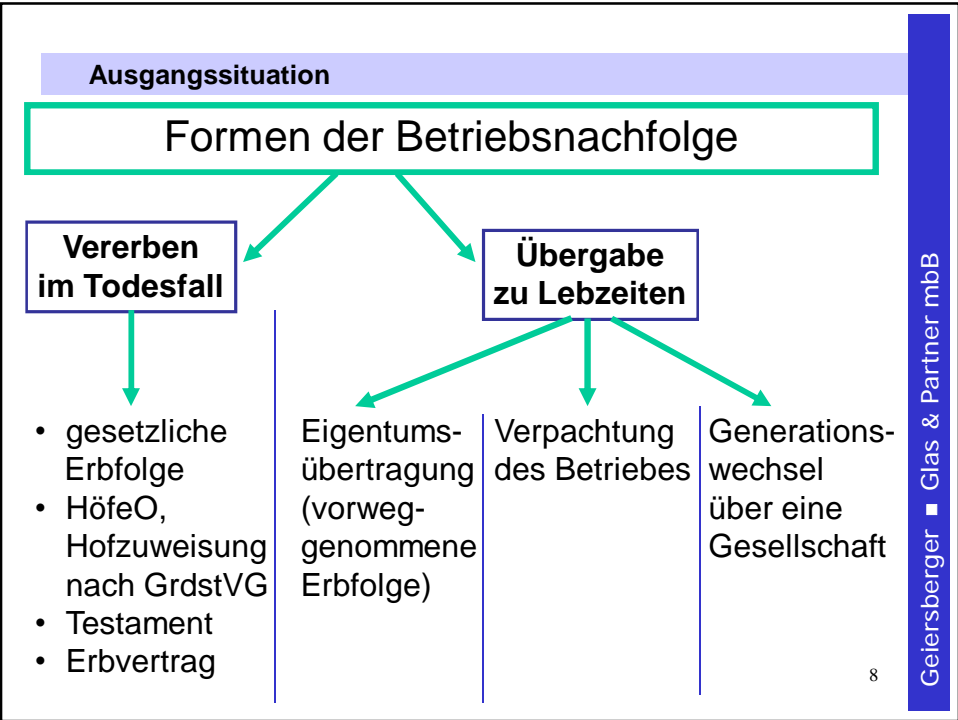 Ausgangssituation
Formen der Betriebsnachfolge
Vererben
im Todesfall
Übergabe
zu Lebzeiten
• gesetzliche
Erbfolge
• HöfeO,
Hofzuweisung
nach GrdstVG
• Testament
• Erbvertrag
Eigentums-
übertragung
(vorweg-
genommene
Erbfolge)
Verpachtung
des Betriebes
Generations-
wechsel
über eine
Gesellschaft
8
Geiersberger ■ Glas & Partner mbB